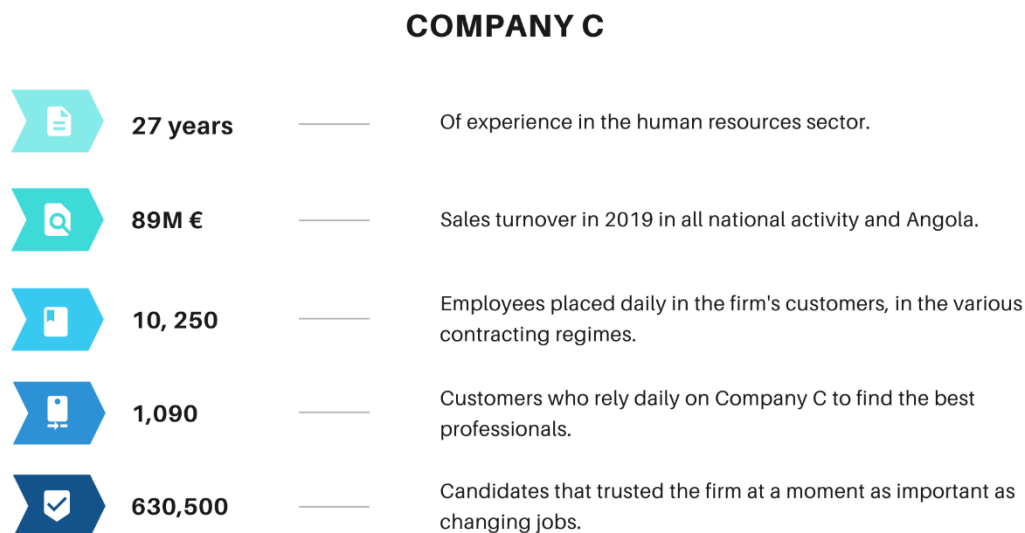 COMPANY C
27 years
Of experience in the human resources sector.
89M €
Sales turnover in 2019 in all national activity and Angola.
10, 250
Employees placed daily in the firm's customers, in the various
contracting regimes.
1,090
Customers who rely daily on Company C to find the best
professionals.
630,500
Candidates that trusted the firm at a moment as important as
changing jobs.